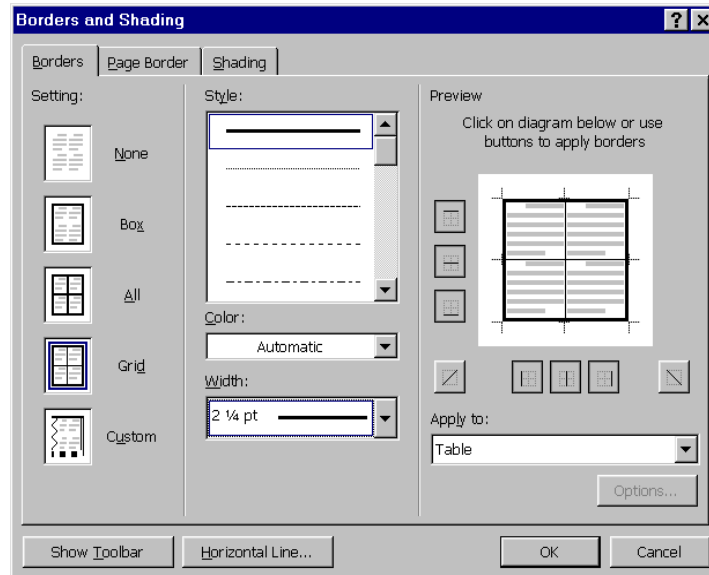 Borders and Shading
Borders
Page Border
Shading
Setting:
None
Box
All
Grid
Custom
Style:
Color:
Automatic
Width:
2 ¼ pt
Preview
Click on diagram below or use
buttons to apply borders
Apply to:
Table
Options...
Show Toolbar
Horizontal Line...
OK
Cancel